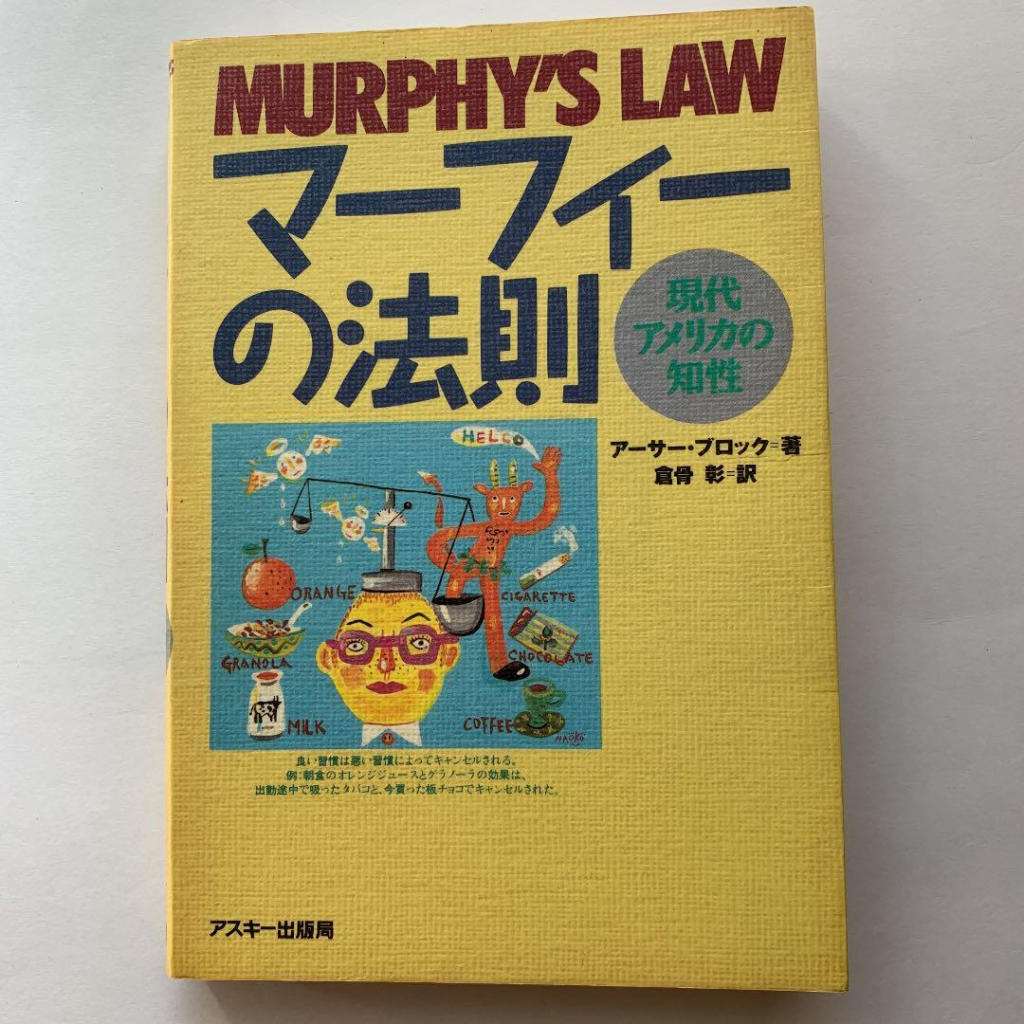 MURPHY'S LAW
マーフィー
の法則
現代
アメリカの
知性
アーサー・ブロック=著
倉骨 彰=訳
HELLO
ORANGE
CIGARETTE
GRANOLA
CHOCOLATE
MILK
COFFEE
NAOKO
良い習慣は悪い習慣によってキャンセルされる。
例:朝食のオレンジジュースとグラノーラの効果は、
出勤途中で吸ったタバコと、今買った板チョコでキャンセルされた。
アスキー出版局